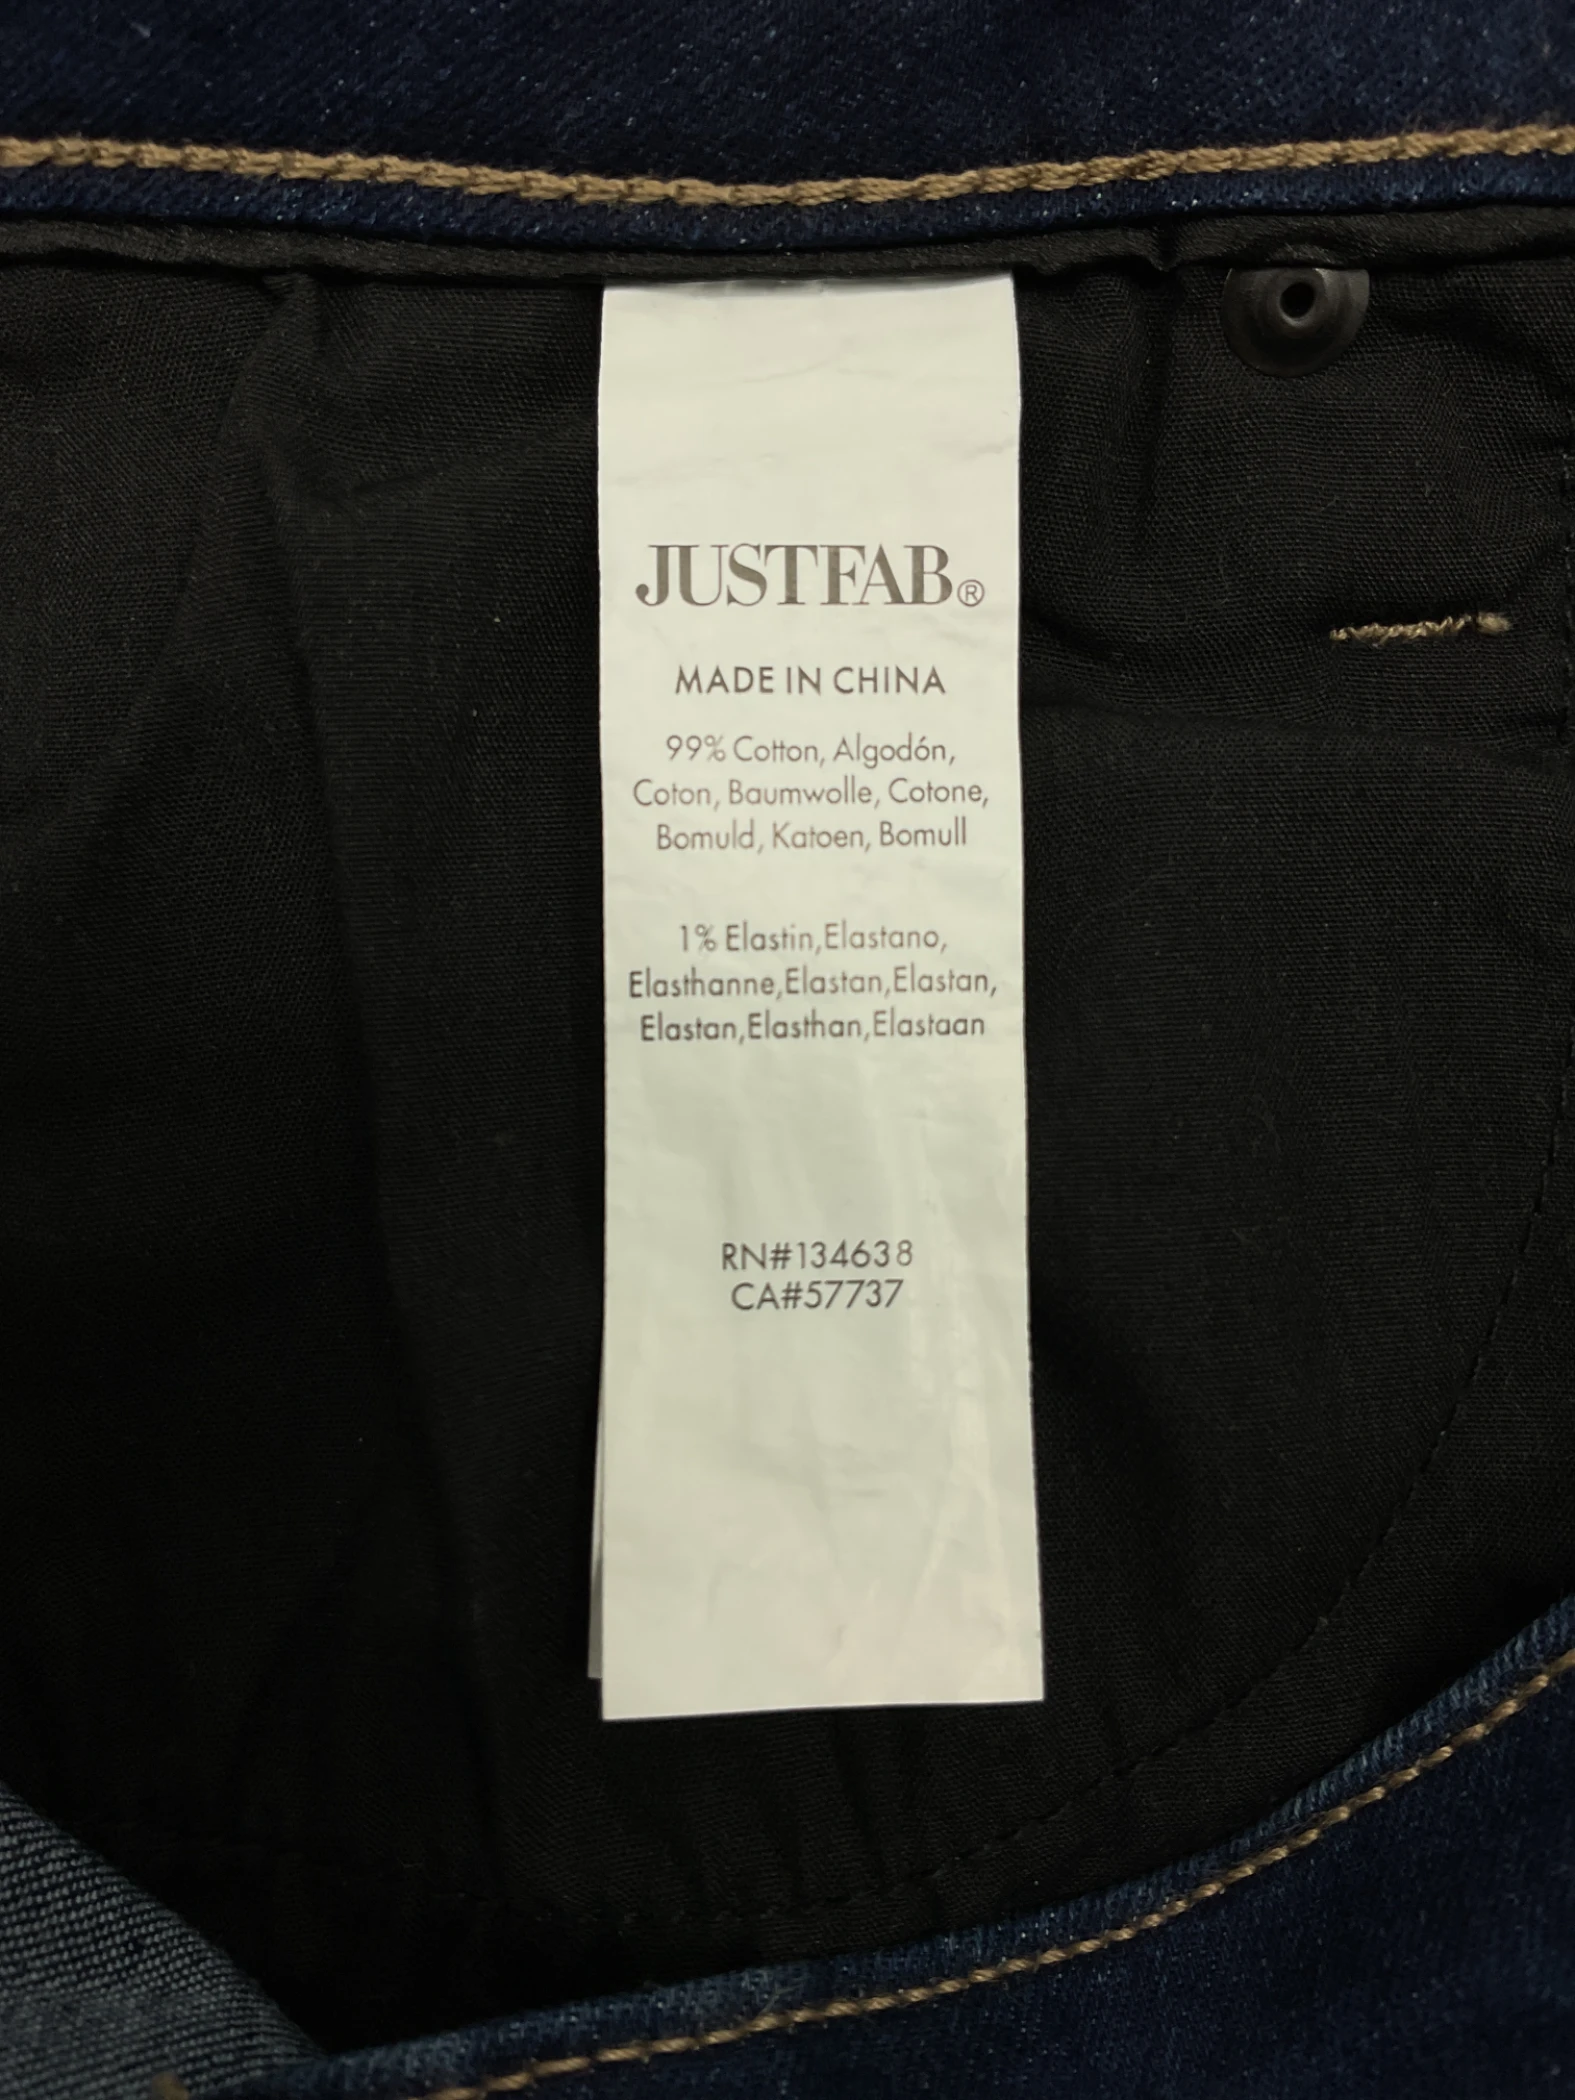 JUSTFAB®
MADE IN CHINA
99% Cotton, Algodón,
Coton, Baumwolle, Cotone,
Bomuld, Katoen, Bomull
1% Elastin,Elastano,
Elasthanne,Elastan,Elastan,
Elastan,Elasthan,Elastaan
RN#134638
CA#57737